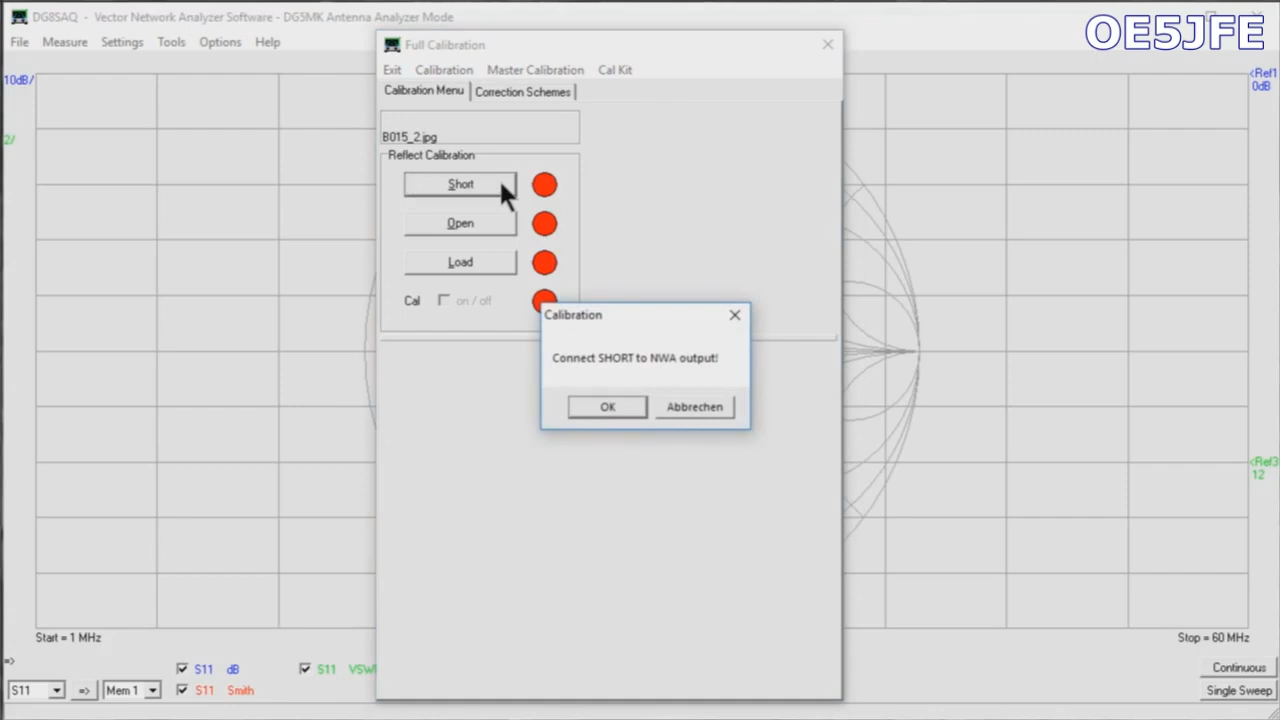 DG8SAQ - Vector Network Analyzer Software - DG5MK Antenna Analyzer Mode
OE5JFE
File Measure Settings Tools Options Help
Full Calibration
Exit Calibration Master Calibration Cal Kit
Calibration Menu Correction Schemes
10dB/
<Ref1
0dB
2/
B015_2.jpg
Reflect Calibration
Short
Open
Load
Cal on / off
Calibration
Connect SHORT to NWA output!
OK Abbrechen
<Ref3
12
Start = 1 MHz
Stop = 60 MHz
=>
S11 dB
S11 VSW
Continuous
S11 => Mem 1
S11 Smith
Single Sweep